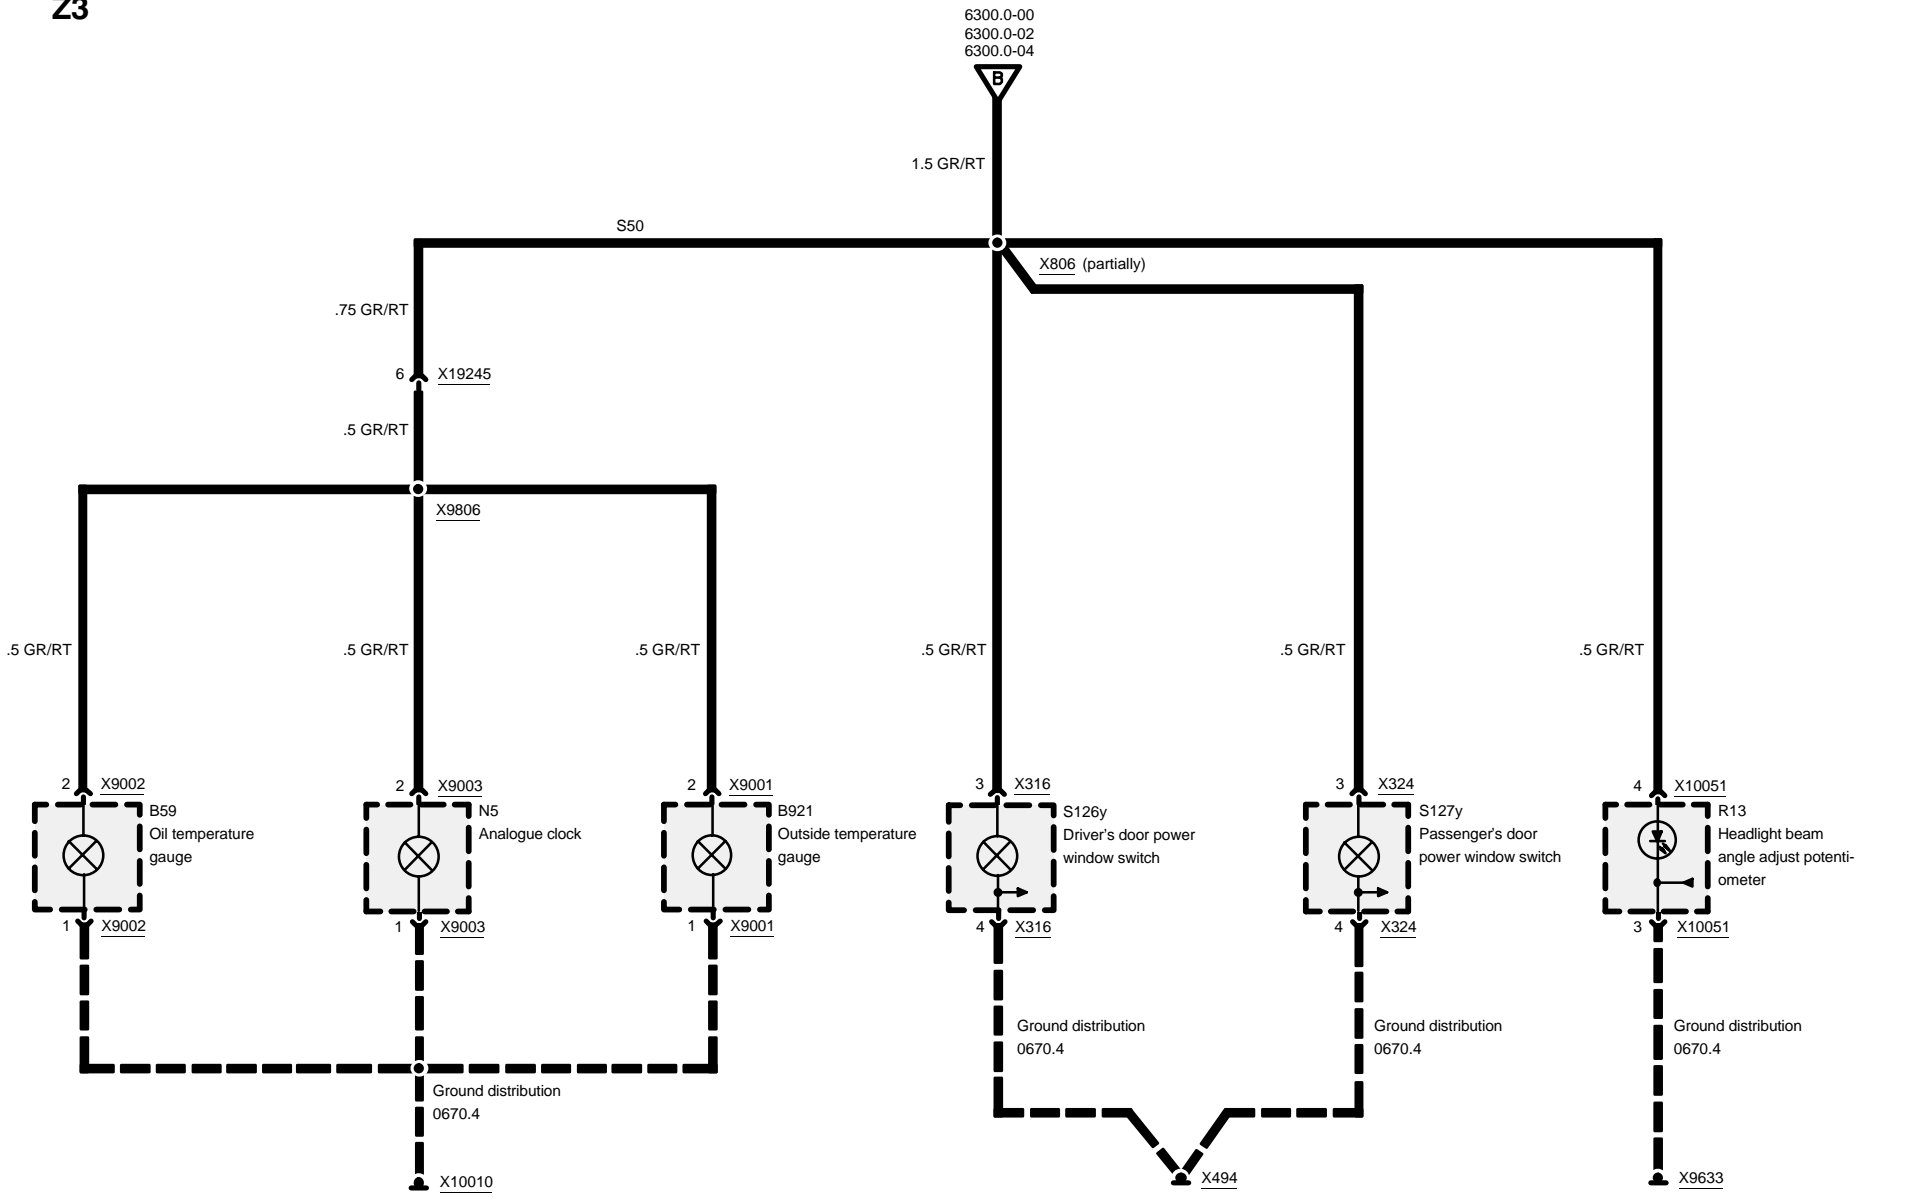 Z3
6300.0-00
6300.0-02
6300.0-04
B
1.5 GR/RT
S50
X806 (partially)
.75 GR/RT
6 X19245
.5 GR/RT
X9806
.5 GR/RT
.5 GR/RT
.5 GR/RT
.5 GR/RT
.5 GR/RT
.5 GR/RT
2 X9002
B59
Oil temperature
gauge
1 X9002
2 X9003
N5
Analogue clock
1 X9003
2 X9001
B921
Outside temperature
gauge
1 X9001
3 X316
S126y
Driver's door power
window switch
4 X316
3 X324
S127y
Passenger's door
power window switch
4 X324
4 X10051
R13
Headlight beam
angle adjust potenti-
ometer
3 X10051
Ground distribution
0670.4
Ground distribution
0670.4
Ground distribution
0670.4
Ground distribution
0670.4
X10010
X494
X9633